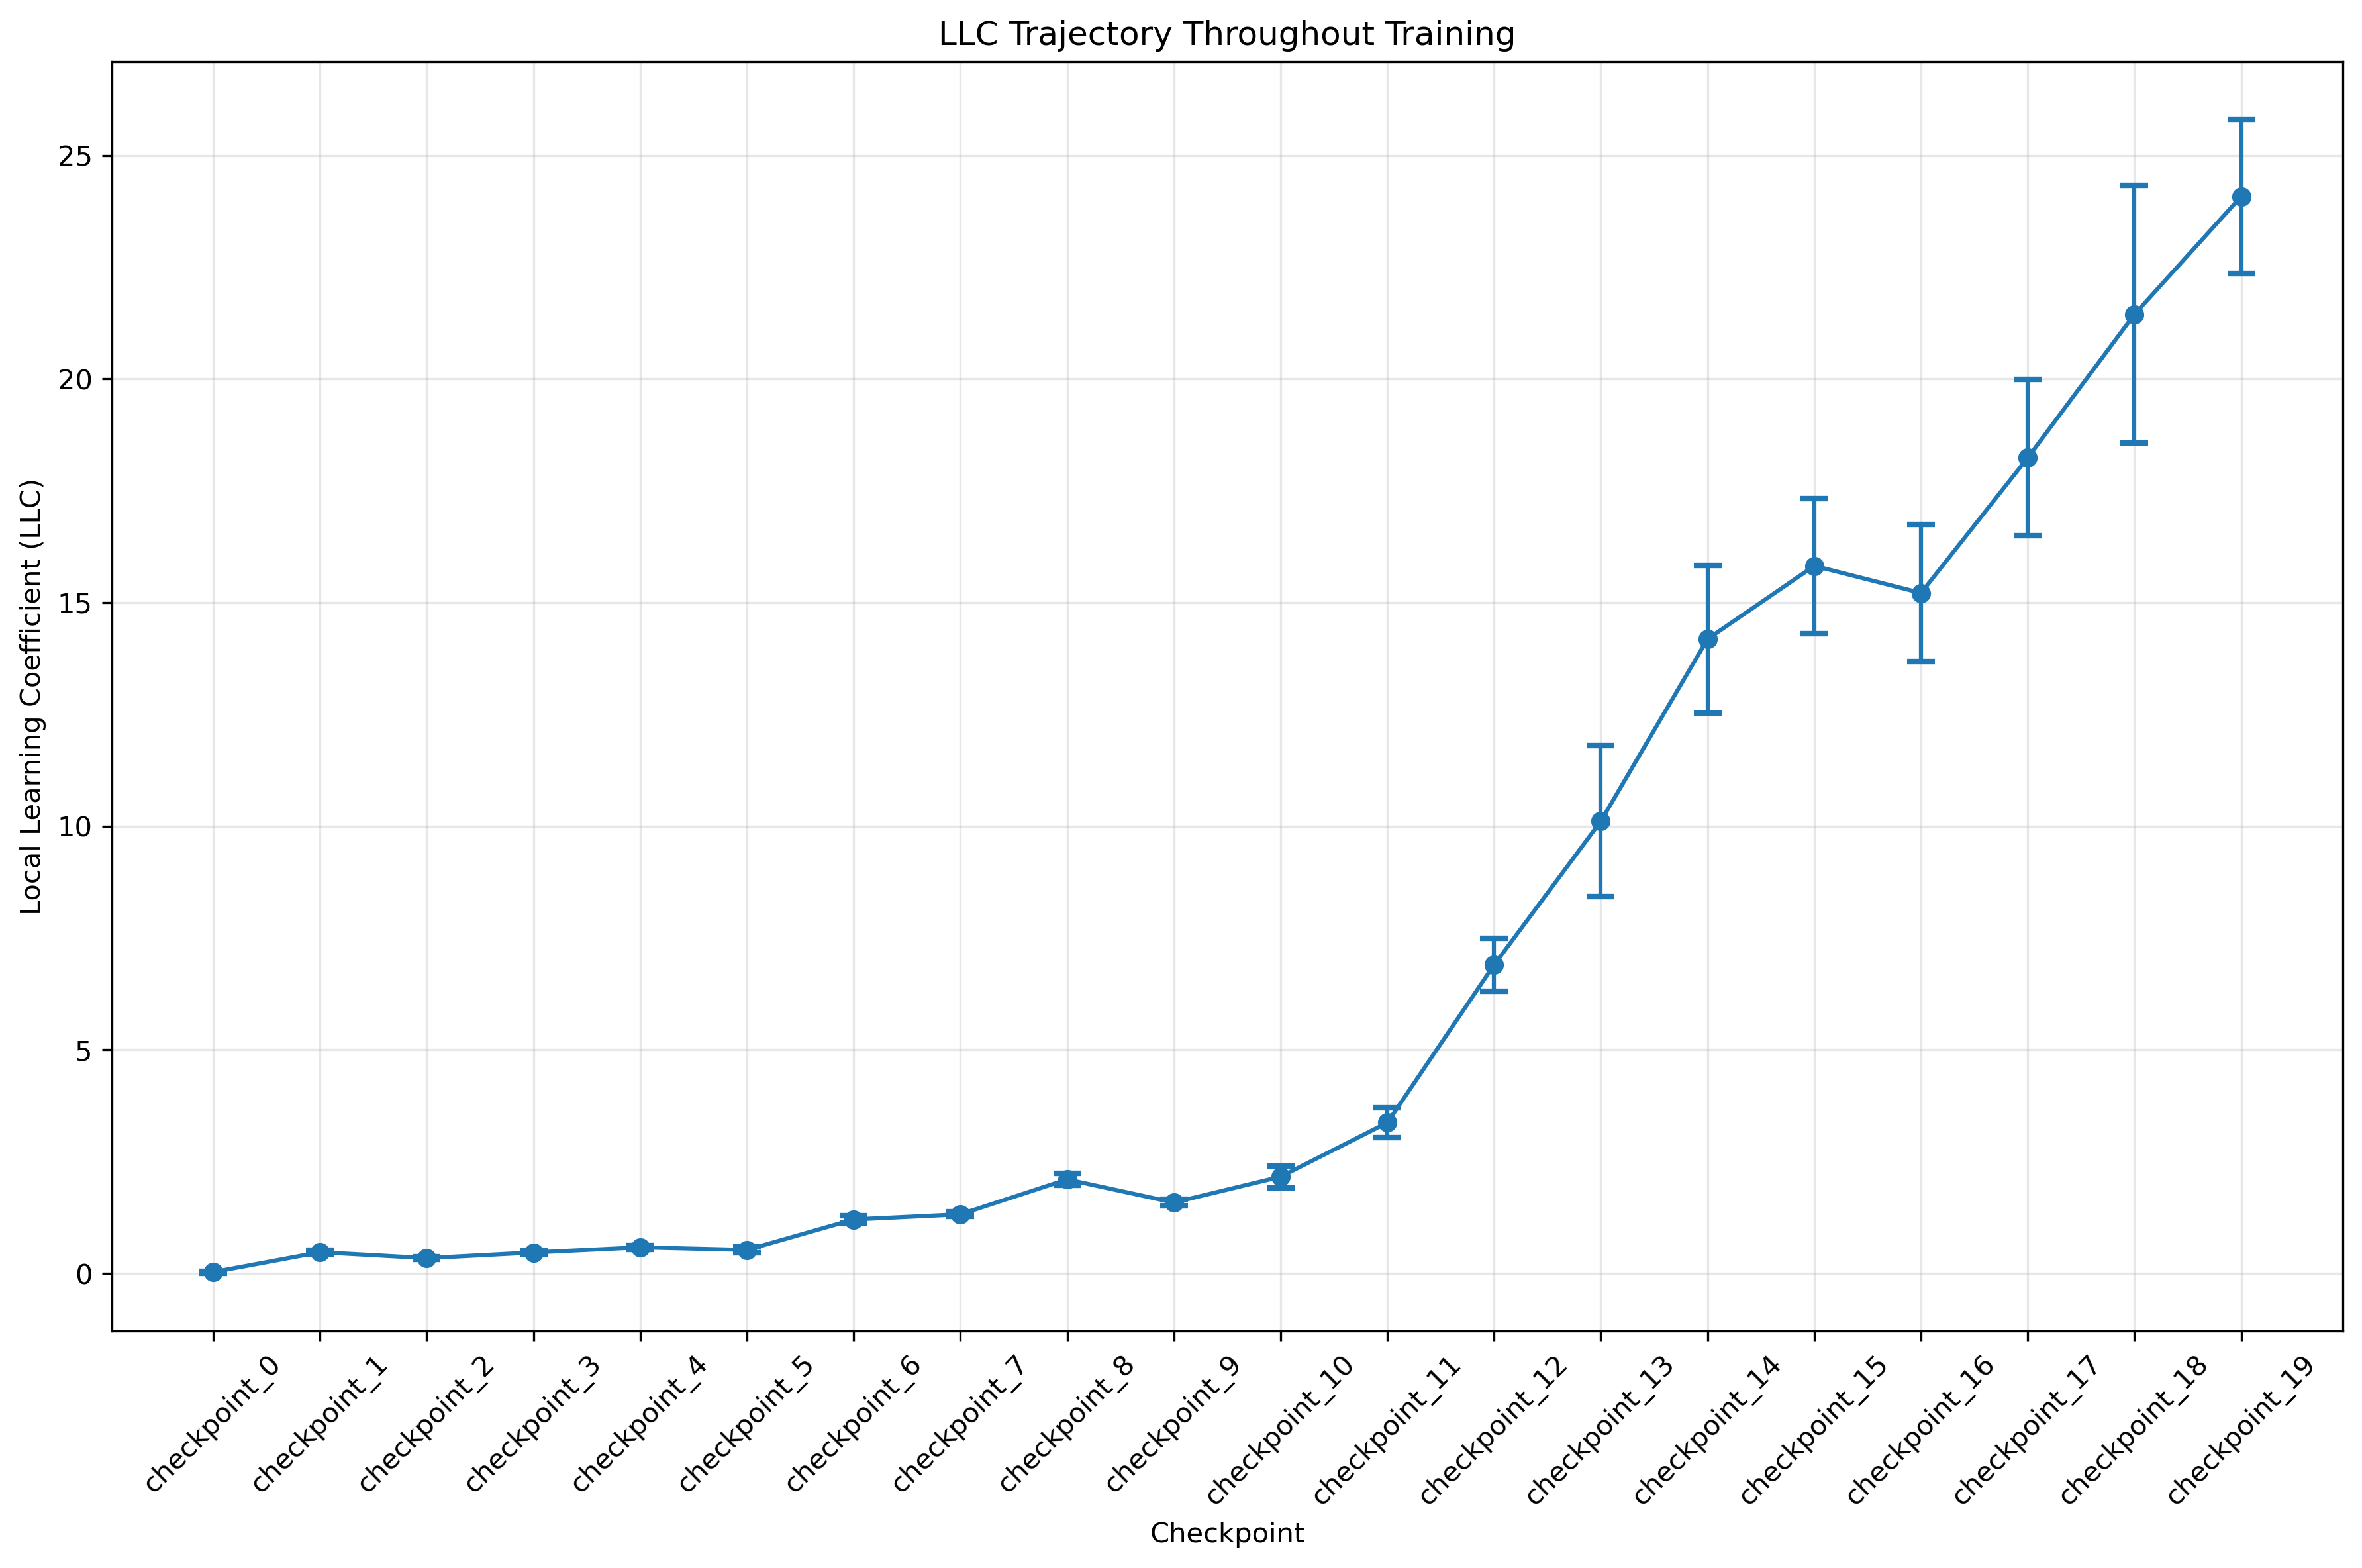 LLC Trajectory Throughout Training
Local Learning Coefficient (LLC)
25
20
15
10
5
0
checkpoint_0
checkpoint_1
checkpoint_2
checkpoint_3
checkpoint_4
checkpoint_5
checkpoint_6
checkpoint_7
checkpoint_8
checkpoint_9
checkpoint_10
checkpoint_11
checkpoint_12
checkpoint_13
checkpoint_14
checkpoint_15
checkpoint_16
checkpoint_17
checkpoint_18
checkpoint_19
Checkpoint